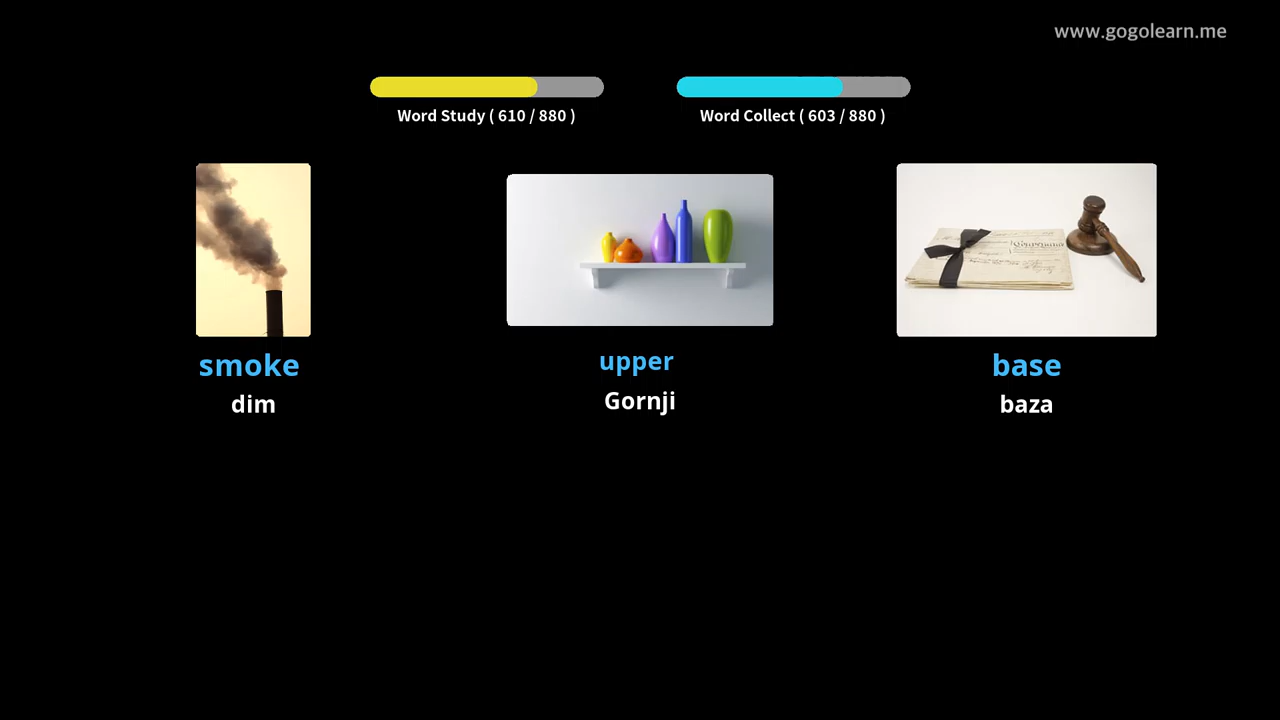 www.gogolearn.me
Word Study ( 610 / 880 )
Word Collect ( 603 / 880 )
smoke
upper
base
dim
Gornji
baza